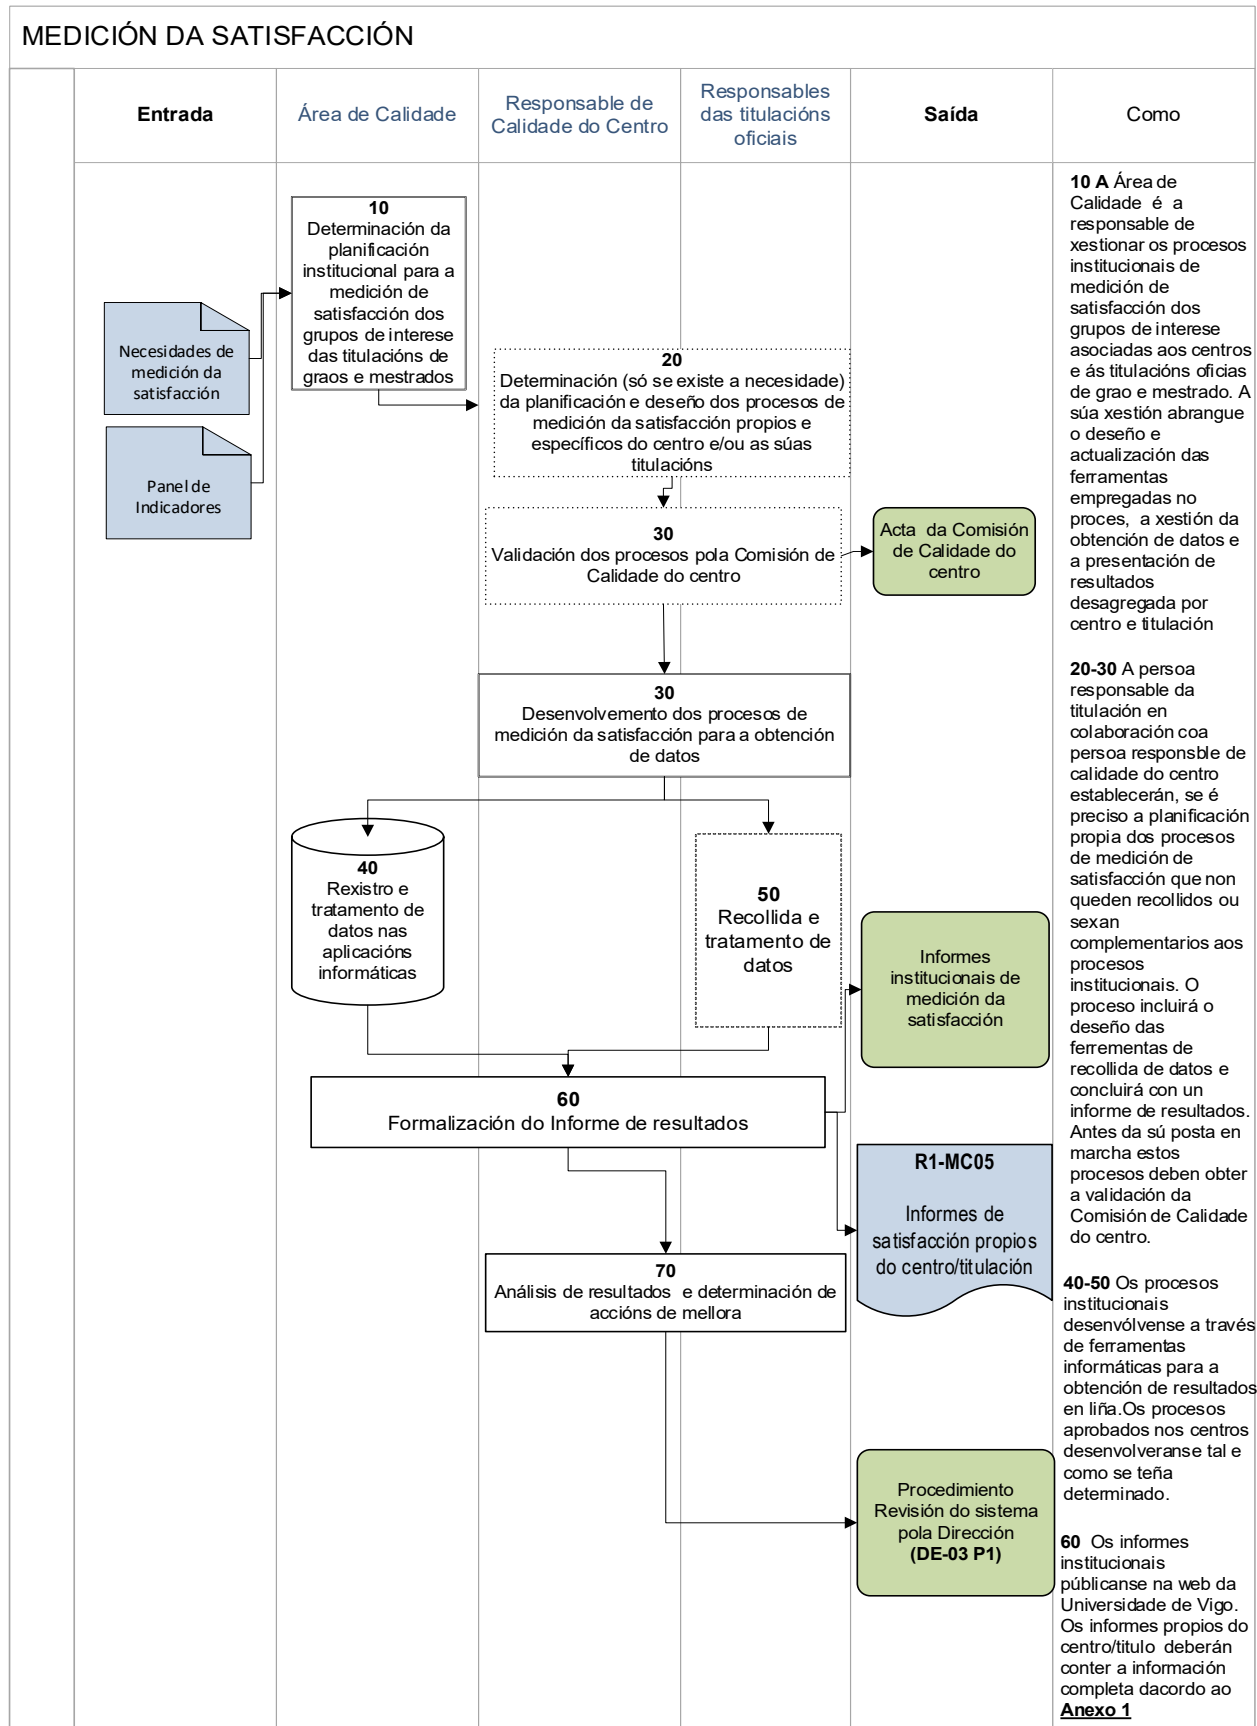 MEDICIÓN DA SATISFACCIÓN
Entrada
Área de Calidade
Responsable de
Calidade do Centro
Responsables
das titulacións
oficiais
Saída
Como
Necesidades de
medición da
satisfacción
Panel de
Indicadores
10
Determinación da
planificación
institucional para a
medición de
satisfacción dos
grupos de interese
das titulacións de
graos e mestrados
20
Determinación (só se existe a necesidade)
da planificación e deseño dos procesos de
medición da satisfacción propios e
específicos do centro e/ou as súas
titulacións
30
Validación dos procesos pola Comisión de
Calidade do centro
Acta da Comisión
de Calidade do
centro
30
Desenvolvemento dos procesos de
medición da satisfacción para a obtención
de datos
40
Rexistro e
tratamento de
datos nas
aplicacións
informáticas
50
Recollida e
tratamento de
datos
Informes
institucionais de
medición da
satisfacción
60
Formalización do Informe de resultados
R1-MC05
Informes de
satisfacción propios
do centro/titulación
70
Análisis de resultados e determinación de
accións de mellora
Procedimiento
Revisión do sistema
pola Dirección
(DE-03 P1)
10 A Área de
Calidade é a
responsable de
xestionar os procesos
institucionais de
medición de
satisfacción dos
grupos de interese
asociadas aos centros
e ás titulacións oficias
de grao e mestrado. A
súa xestión abrangue
o deseño e
actualización das
ferramentas
empregadas no
proces, a xestión da
obtención de datos e
a presentación de
resultados
desagregada por
centro e titulación
20-30 A persoa
responsable da
titulación en
colaboración coa
persoa responsble de
calidade do centro
establecerán, se é
preciso a planificación
propia dos procesos
de medición de
satisfacción que non
queden recollidos ou
sexan
complementarios aos
procesos
institucionais. O
proceso incluirá o
deseño das
ferrementas de
recollida de datos e
concluirá con un
informe de resultados.
Antes da sú posta en
marcha estos
procesos deben obter
a validación da
Comisión de Calidade
do centro.
40-50 Os procesos
institucionais
desenvólvense a través
de ferramentas
informáticas para a
obtención de resultados
en liña.Os procesos
aprobados nos centros
desenvolveranse tal e
como se teña
determinado.
60 Os informes
institucionais
públicanse na web da
Universidade de Vigo.
Os informes propios do
centro/titulo deberán
conter a información
completa dacordo ao
Anexo 1